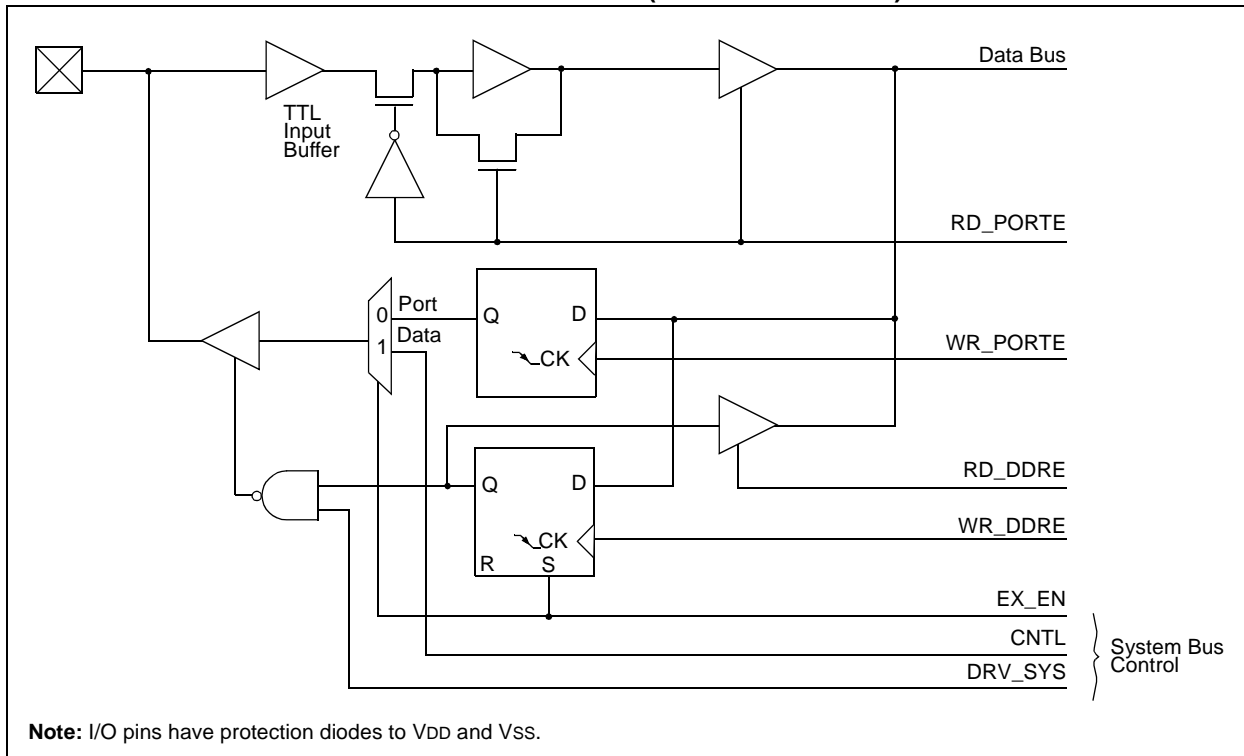 Data Bus
TTL
Input
Buffer
RD_PORTE
Port
0
Q
D
Data
1
CK
WR_PORTE
Q
D
RD_DDRE
CK
WR_DDRE
R
S
EX_EN
CNTL
System Bus
Control
DRV_SYS
Note: I/O pins have protection diodes to VDD and VSS.